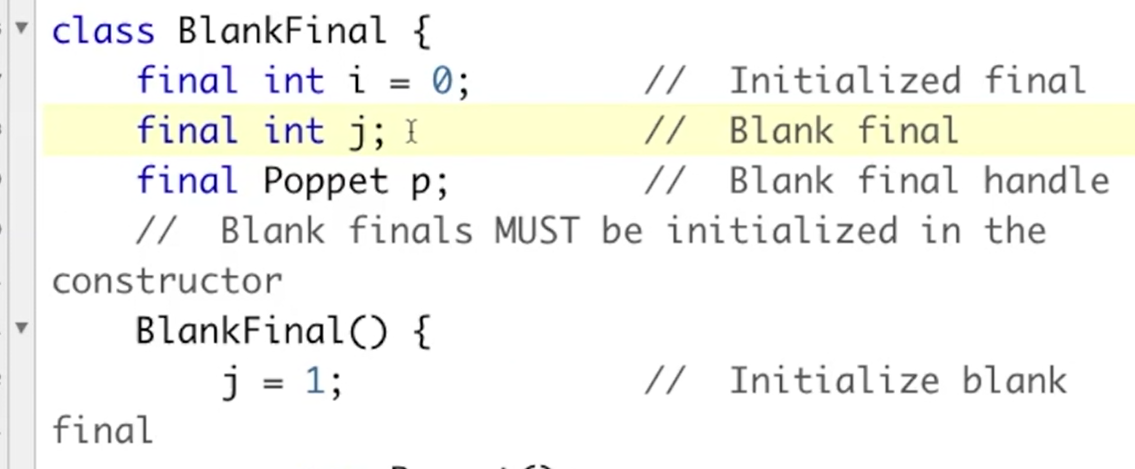 class BlankFinal {
final int i = 0; // Initialized final
final int j; // Blank final
final Poppet p; // Blank final handle
// Blank finals MUST be initialized in the
constructor
BlankFinal() {
j = 1; // Initialize blank
final